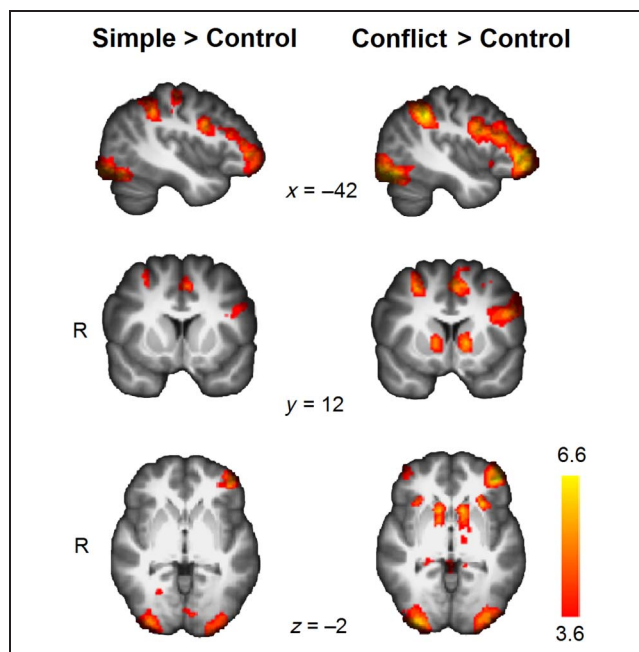 Simple > Control
Conflict > Control
x = –42
R
y = 12
R
6.6
3.6
z = –2